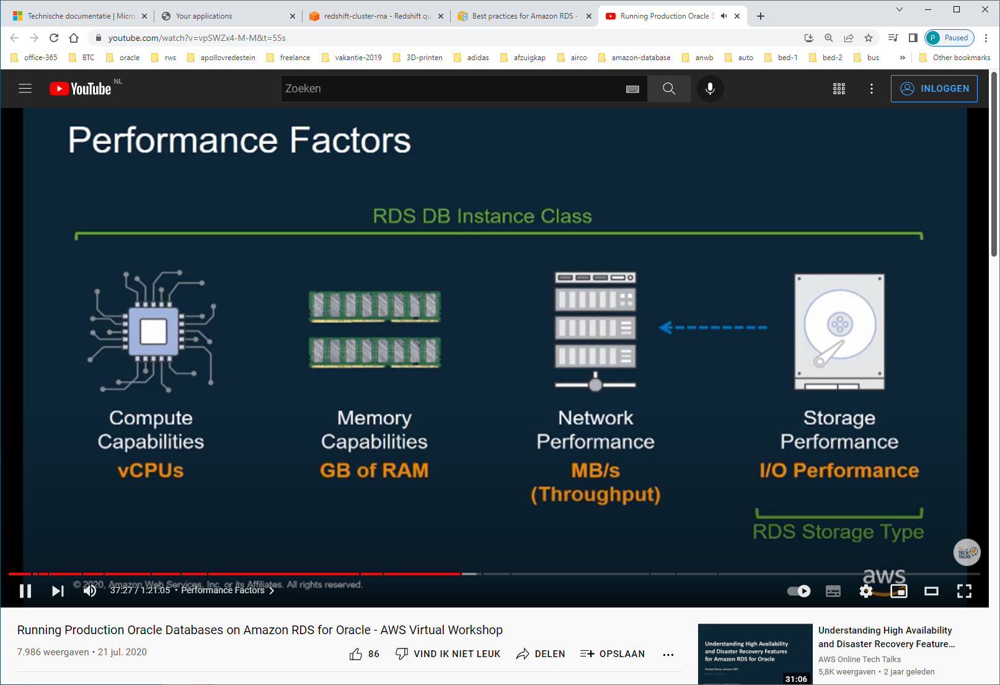 Technische documentatie | Micro
Your applications
redshift-cluster-rna - Redshift qu
Best practices for Amazon RDS -
Running Production Oracle D
youtube.com/watch?v=vpSWZx4-M-M&t=55s
P Paused
office-365 BTC oracle rws apollovredestein freelance vakantie-2019 3D-printen adidas afzuigkap airco amazon-database anwb auto bed-1 bed-2 bus » Other bookmarks
YouTube NL
Zoeken
INLOGGEN
Performance Factors
RDS DB Instance Class
Compute
Capabilities
vCPUs
Memory
Capabilities
GB of RAM
Network
Performance
MB/s
(Throughput)
Storage
Performance
I/O Performance
RDS Storage Type
TECH
TALKS
aws
© 2020, Amazon Web Services, Inc. or its Affiliates. All rights reserved.
37:27 / 1:21:05 • Performance Factors
Running Production Oracle Databases on Amazon RDS for Oracle - AWS Virtual Workshop
7.986 weergaven • 21 jul. 2020
86 VIND IK NIET LEUK DELEN OPSLAAN
Understanding High Availability
and Disaster Recovery Features
for Amazon RDS for Oracle
31:06
Understanding High Availability
and Disaster Recovery Feature...
AWS Online Tech Talks
5,8K weergaven • 2 jaar geleden